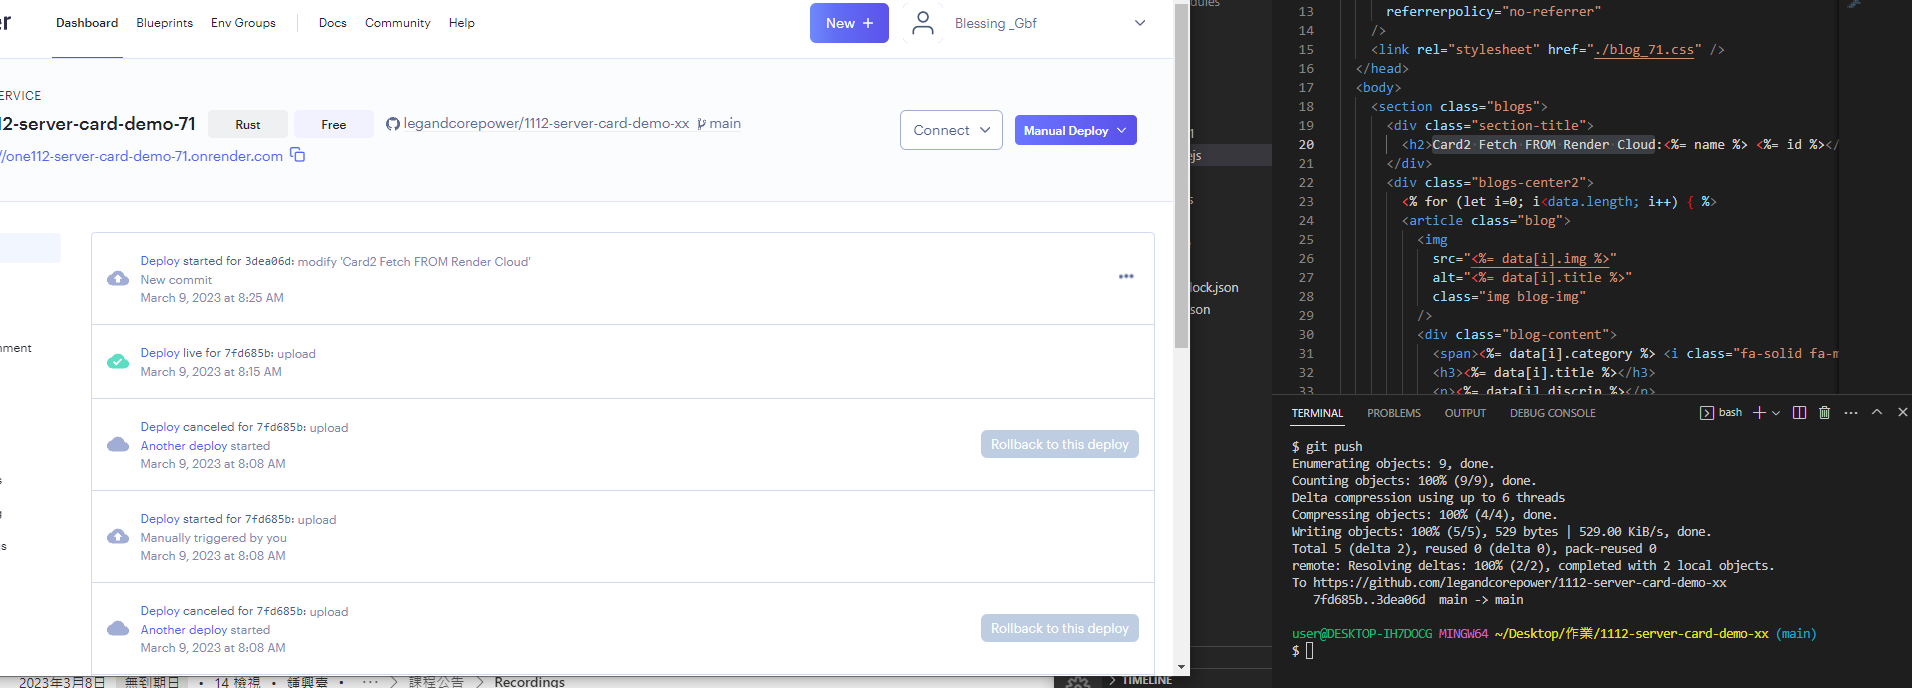 er
Dashboard Blueprints Env Groups Docs Community Help
New +
Blessing _Gbf
ERVICE
12-server-card-demo-71 Rust Free legandcorepower/1112-server-card-demo-xx main
//one112-server-card-demo-71.onrender.com
Connect
Manual Deploy
nment
s
s
Deploy started for 3dea06d: modify 'Card2 Fetch FROM Render Cloud'
New commit
March 9, 2023 at 8:25 AM
Deploy live for 7fd685b: upload
March 9, 2023 at 8:15 AM
Deploy canceled for 7fd685b: upload
Another deploy started
March 9, 2023 at 8:08 AM
Rollback to this deploy
Deploy started for 7fd685b: upload
Manually triggered by you
March 9, 2023 at 8:08 AM
Deploy canceled for 7fd685b: upload
Another deploy started
March 9, 2023 at 8:08 AM
Rollback to this deploy
2023年3月8日 無到期日 • 14 檢視 • 鍾興臺 • ··· > 課程公告 > Recordings
dules
1
ejs
s
lock.json
son
> TIMELINE
13 referrerpolicy="no-referrer"
14 />
15 <link rel="stylesheet" href="./blog_71.css" />
16 </head>
17 <body>
18 <section class="blogs">
19 <div class="section-title">
20 <h2>Card2 Fetch FROM Render Cloud:<%= name %> <%= id %></
21 </div>
22 <div class="blogs-center2">
23 <% for (let i=0; i<data.length; i++) { %>
24 <article class="blog">
25 <img
26 src="<%= data[i].img %>"
27 alt="<%= data[i].title %>"
28 class="img blog-img"
29 />
30 <div class="blog-content">
31 <span><%= data[i].category %> <i class="fa-solid fa-m
32 <h3><%= data[i].title %></h3>
33 <p><%= data[i].discrip %></p>
TERMINAL PROBLEMS OUTPUT DEBUG CONSOLE bash
$ git push
Enumerating objects: 9, done.
Counting objects: 100% (9/9), done.
Delta compression using up to 6 threads
Compressing objects: 100% (4/4), done.
Writing objects: 100% (5/5), 529 bytes | 529.00 KiB/s, done.
Total 5 (delta 2), reused 0 (delta 0), pack-reused 0
remote: Resolving deltas: 100% (2/2), completed with 2 local objects.
To https://github.com/legandcorepower/1112-server-card-demo-xx
7fd685b..3dea06d main -> main
user@DESKTOP-IH7DOCG MINGW64 ~/Desktop/作業/1112-server-card-demo-xx (main)
$